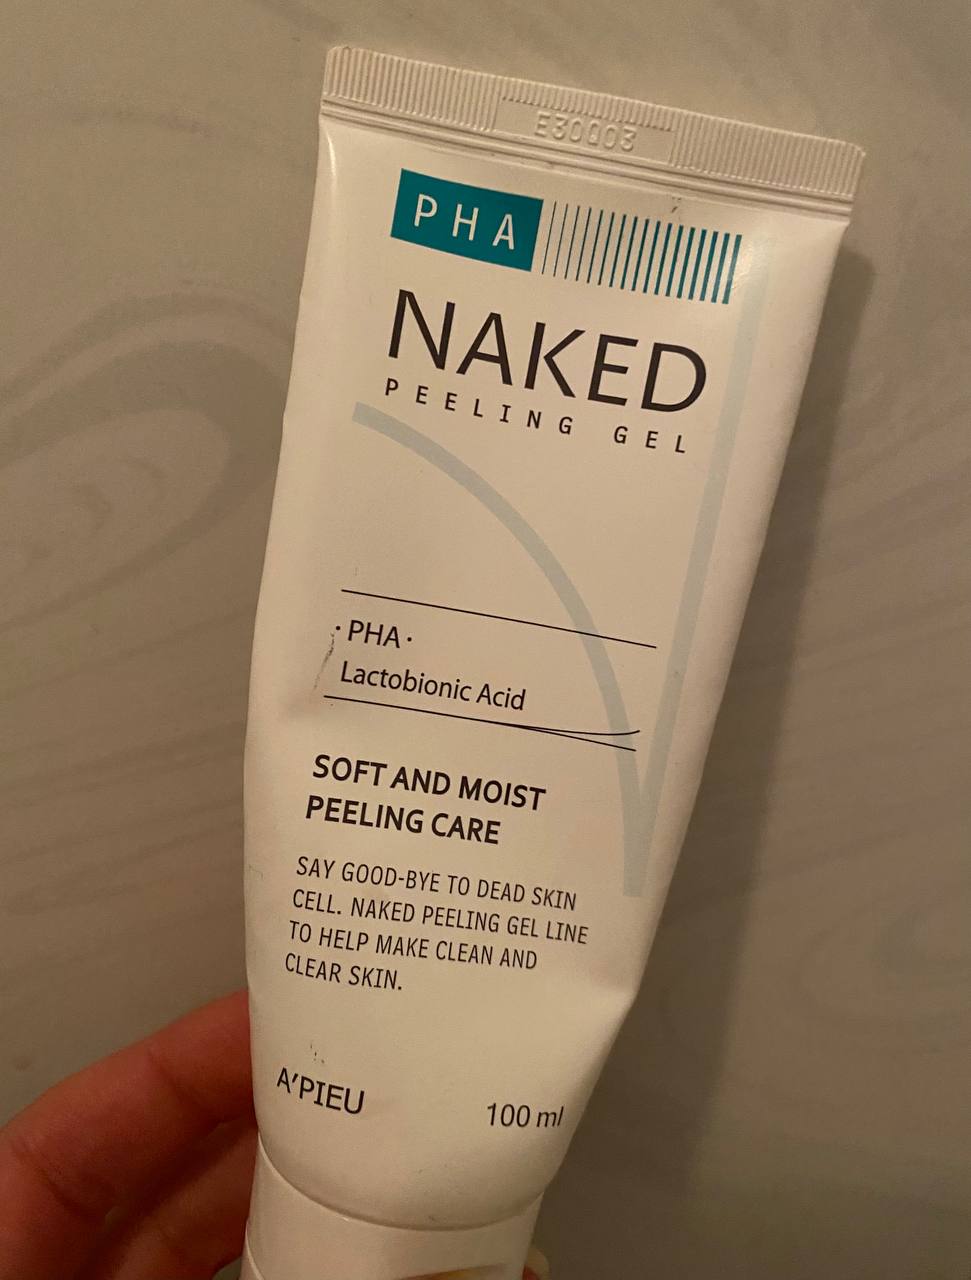 E30Q03
PHA
NAKED
PEELING GEL
· PHA ·
Lactobionic Acid
SOFT AND MOIST
PEELING CARE
SAY GOOD-BYE TO DEAD SKIN
CELL. NAKED PEELING GEL LINE
TO HELP MAKE CLEAN AND
CLEAR SKIN.
A'PIEU
100 ml